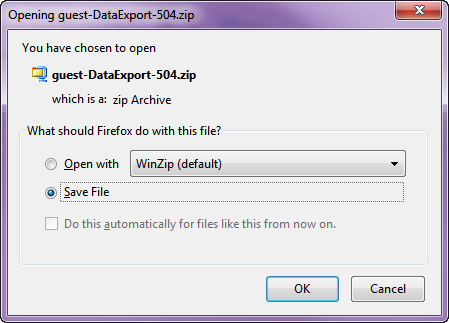 Opening guest-DataExport-504.zip
You have chosen to open
guest-DataExport-504.zip
which is a: zip Archive
What should Firefox do with this file?
Open with WinZip (default)
Save File
Do this automatically for files like this from now on.
OK Cancel